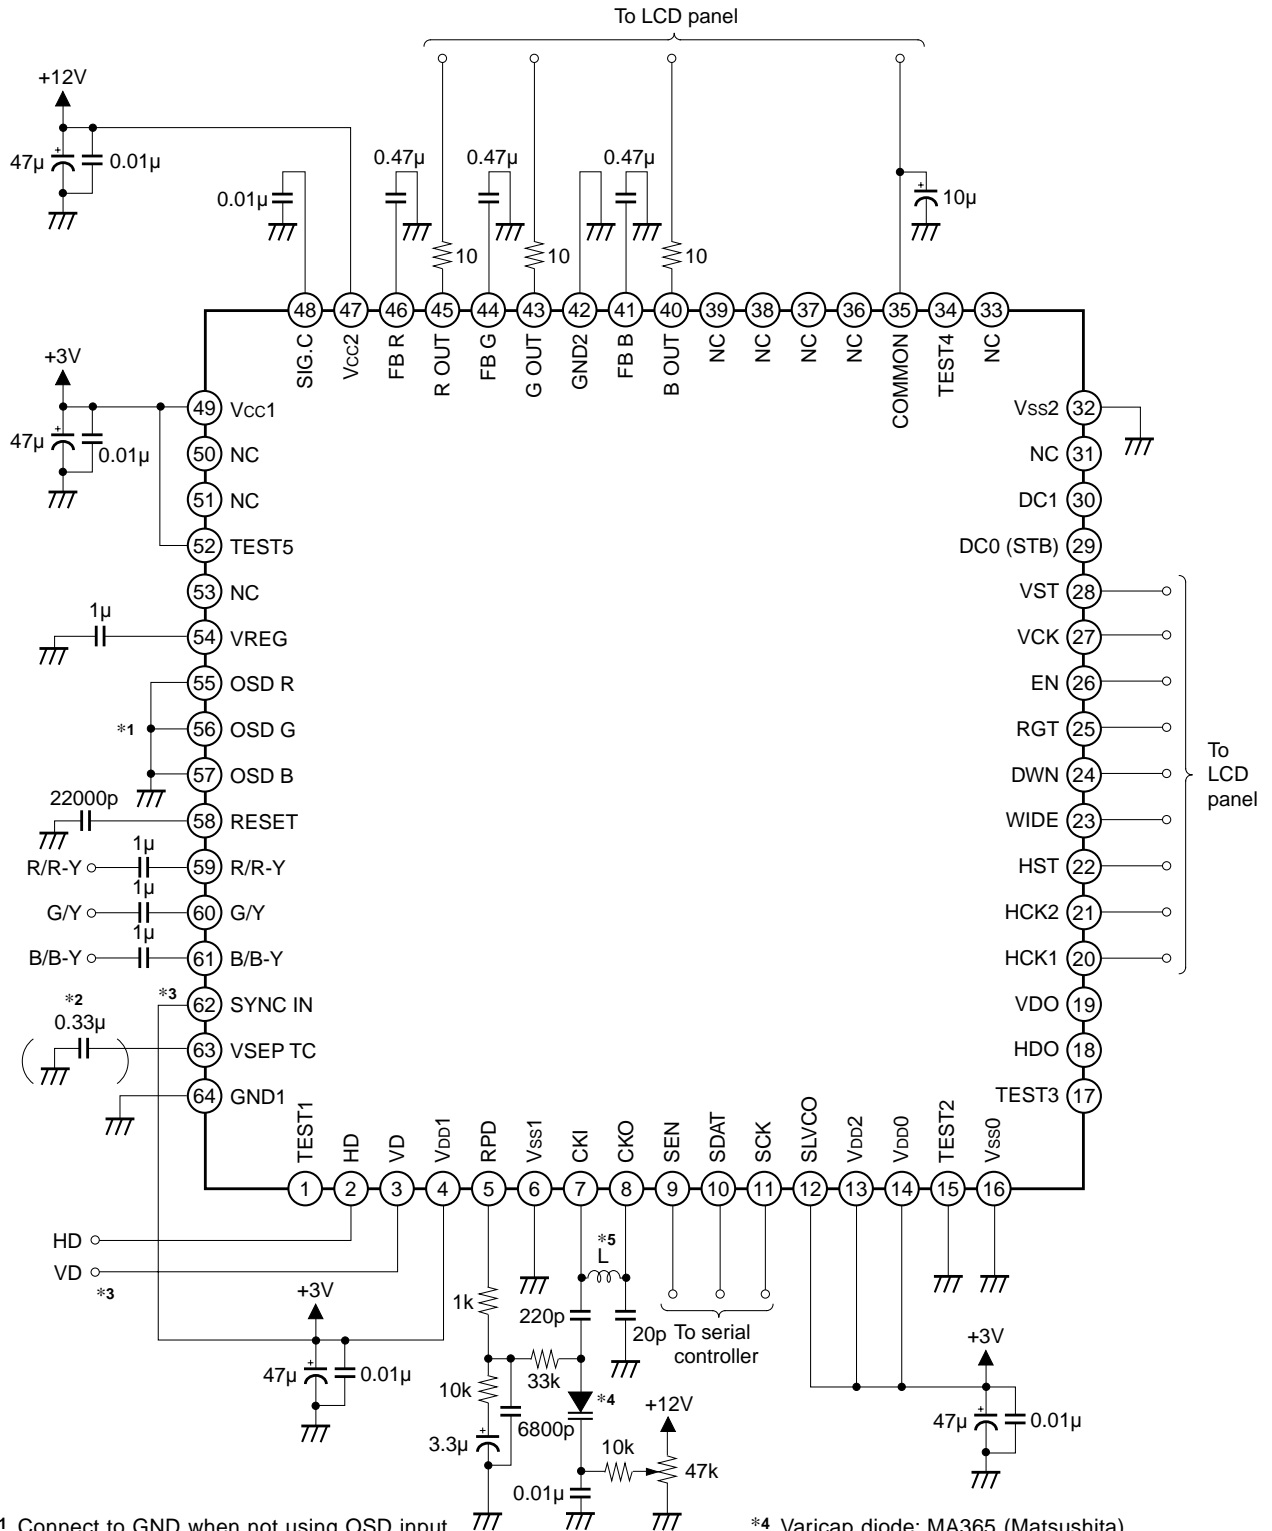 To LCD panel
+12V
47µ
0.01µ
0.01µ
0.47µ
0.47µ
0.47µ
10µ
10
10
10
48 47 46 45 44 43 42 41 40 39 38 37 36 35 34 33
SIG.C
Vcc2
FB R
R OUT
FB G
G OUT
GND2
FB B
B OUT
NC
NC
NC
NC
COMMON
TEST4
NC
+3V
47µ
0.01µ
49 Vcc1
50 NC
51 NC
52 TEST5
53 NC
1µ
54 VREG
55 OSD R
*1
56 OSD G
57 OSD B
22000p
58 RESET
R/R-Y
1µ
59 R/R-Y
G/Y
1µ
60 G/Y
B/B-Y
1µ
61 B/B-Y
*3
62 SYNC IN
*2
0.33µ
63 VSEP TC
64 GND1
Vss2 32
NC 31
DC1 30
DC0 (STB) 29
VST 28
VCK 27
EN 26
RGT 25
DWN 24
WIDE 23
HST 22
HCK2 21
HCK1 20
VDO 19
HDO 18
TEST3 17
To
LCD
panel
TEST1
HD
VD
VDD1
RPD
Vss1
CKI
CKO
SEN
SDAT
SCK
SLVCO
VDD2
VDD0
TEST2
Vss0
1 2 3 4 5 6 7 8 9 10 11 12 13 14 15 16
HD
VD
*3
+3V
47µ
0.01µ
1k
10k
3.3µ
6800p
33k
220p
*5
L
20p
*4
To serial
controller
+12V
10k
47k
0.01µ
+3V
47µ
0.01µ
1 Connect to GND when not using OSD input
*4 Varicap diode: MA365 (Matsushita)